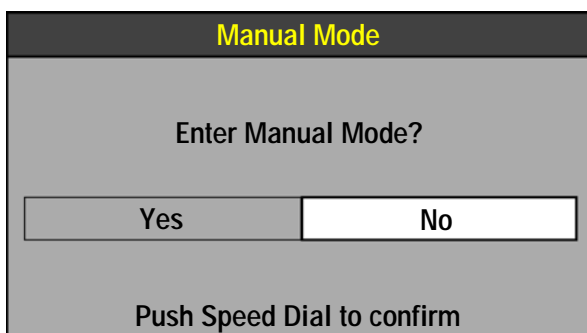 Manual Mode
Enter Manual Mode?
Yes No
Push Speed Dial to confirm